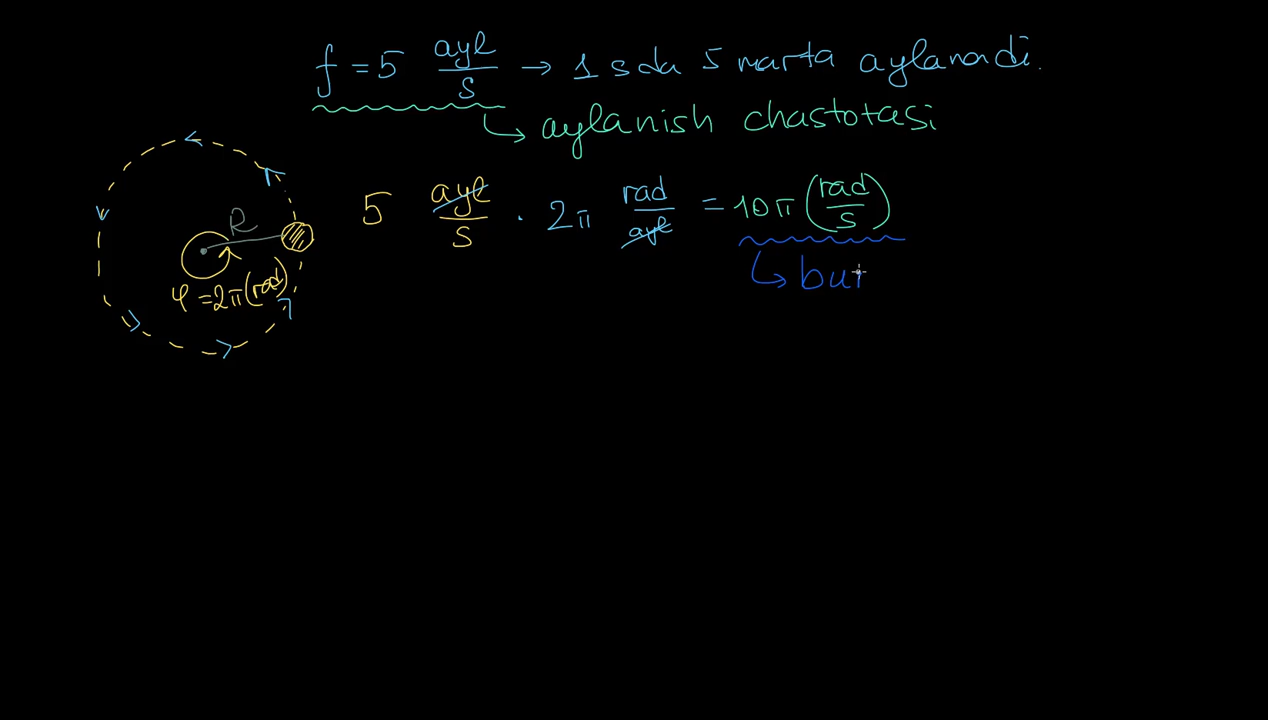 f = 5 ayl/s → 1 s da 5 marta aylanadi.
↳ aylanish chastotasi
5 ayl/s · 2π rad/ayl = 10π (rad/s)
R
φ = 2π (rad)
↳ bur